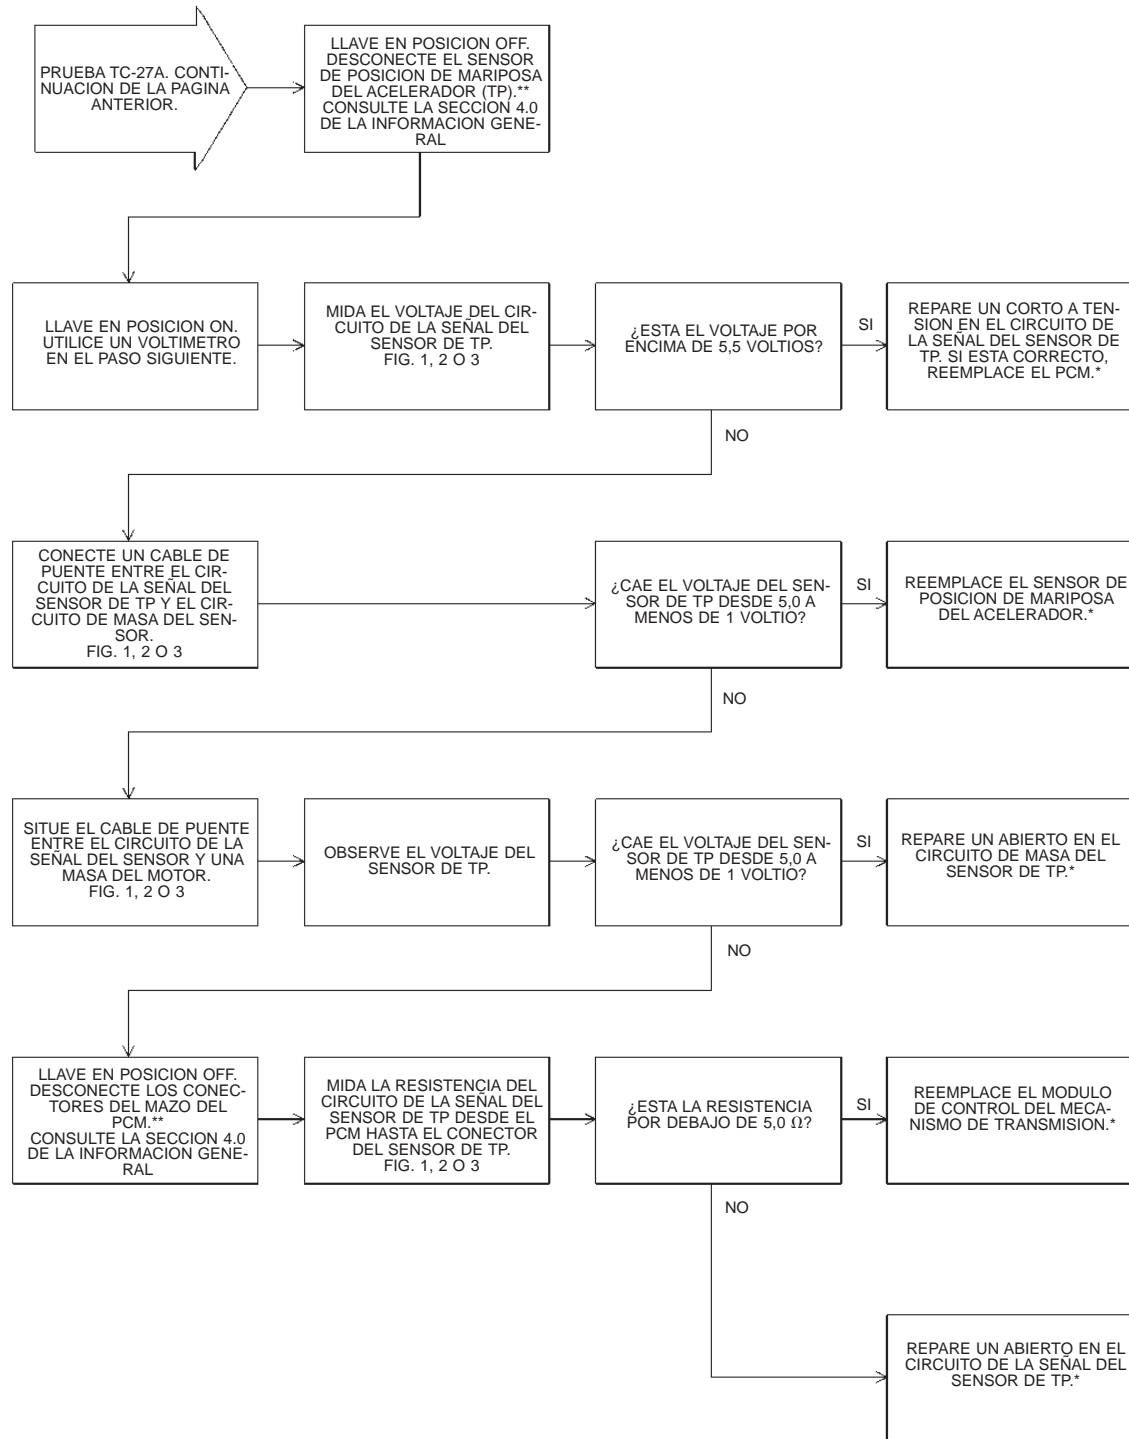 PRUEBA TC-27A. CONTI-
NUACION DE LA PAGINA
ANTERIOR.
LLAVE EN POSICION OFF.
DESCONECTE EL SENSOR
DE POSICION DE MARIPOSA
DEL ACELERADOR (TP).**
CONSULTE LA SECCION 4.0
DE LA INFORMACION GENE-
RAL
LLAVE EN POSICION ON.
UTILICE UN VOLTIMETRO
EN EL PASO SIGUIENTE.
MIDA EL VOLTAJE DEL CIR-
CUITO DE LA SEÑAL DEL
SENSOR DE TP.
FIG. 1, 2 O 3
¿ESTA EL VOLTAJE POR
ENCIMA DE 5,5 VOLTIOS?
SI
REPARE UN CORTO A TEN-
SION EN EL CIRCUITO DE
LA SEÑAL DEL SENSOR DE
TP. SI ESTA CORRECTO,
REEMPLACE EL PCM.*
NO
CONECTE UN CABLE DE
PUENTE ENTRE EL CIR-
CUITO DE LA SEÑAL DEL
SENSOR DE TP Y EL CIR-
CUITO DE MASA DEL SEN-
SOR.
FIG. 1, 2 O 3
¿CAE EL VOLTAJE DEL SEN-
SOR DE TP DESDE 5,0 A
MENOS DE 1 VOLTIO?
SI
REEMPLACE EL SENSOR DE
POSICION DE MARIPOSA
DEL ACELERADOR.*
NO
SITUE EL CABLE DE PUENTE
ENTRE EL CIRCUITO DE LA
SEÑAL DEL SENSOR Y UNA
MASA DEL MOTOR.
FIG. 1, 2 O 3
OBSERVE EL VOLTAJE DEL
SENSOR DE TP.
¿CAE EL VOLTAJE DEL SEN-
SOR DE TP DESDE 5,0 A
MENOS DE 1 VOLTIO?
SI
REPARE UN ABIERTO EN EL
CIRCUITO DE MASA DEL
SENSOR DE TP.*
NO
LLAVE EN POSICION OFF.
DESCONECTE LOS CONEC-
TORES DEL MAZO DEL
PCM.**
CONSULTE LA SECCION 4.0
DE LA INFORMACION GENE-
RAL
MIDA LA RESISTENCIA DEL
CIRCUITO DE LA SEÑAL DEL
SENSOR DE TP DESDE EL
PCM HASTA EL CONECTOR
DEL SENSOR DE TP.
FIG. 1, 2 O 3
¿ESTA LA RESISTENCIA
POR DEBAJO DE 5,0 Ω?
SI
REEMPLACE EL MODULO
DE CONTROL DEL MECA-
NISMO DE TRANSMISION.*
NO
REPARE UN ABIERTO EN EL
CIRCUITO DE LA SEÑAL DEL
SENSOR DE TP.*